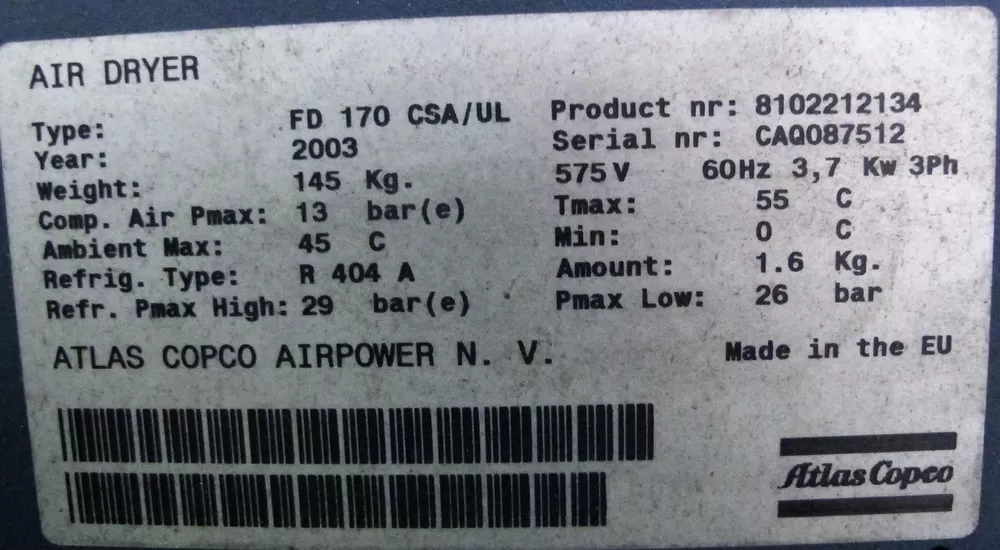 AIR DRYER
Type: FD 170 CSA/UL Product nr: 8102212134
Year: 2003 Serial nr: CAQ087512
Weight: 145 Kg. 575 V 60Hz 3,7 Kw 3Ph
Comp. Air Pmax: 13 bar(e) Tmax: 55 C
Ambient Max: 45 C Min: 0 C
Refrig. Type: R 404 A Amount: 1.6 Kg.
Refr. Pmax High: 29 bar(e) Pmax Low: 26 bar
ATLAS COPCO AIRPOWER N. V. Made in the EU
Atlas Copco